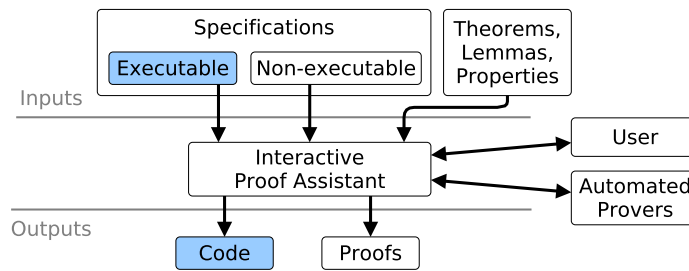 Specifications
Executable
Non-executable
Theorems,
Lemmas,
Properties
Inputs
Interactive
Proof Assistant
User
Automated
Provers
Outputs
Code
Proofs